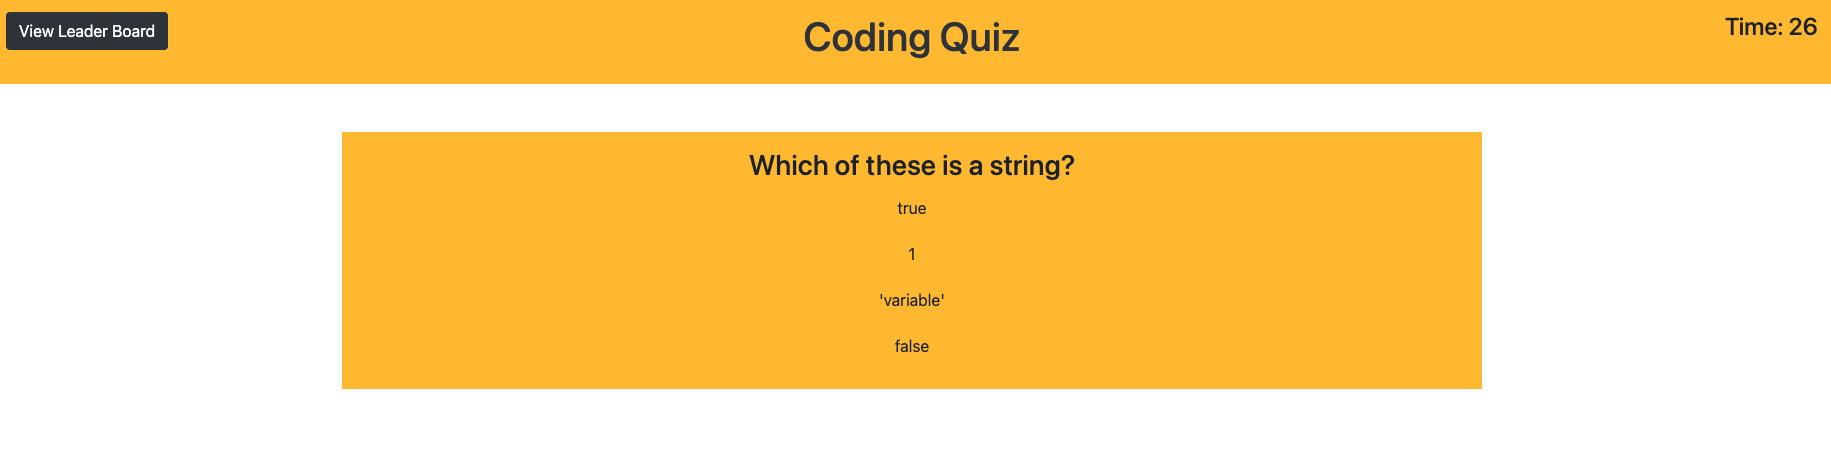 View Leader Board
Coding Quiz
Time: 26
Which of these is a string?
true
1
'variable'
false